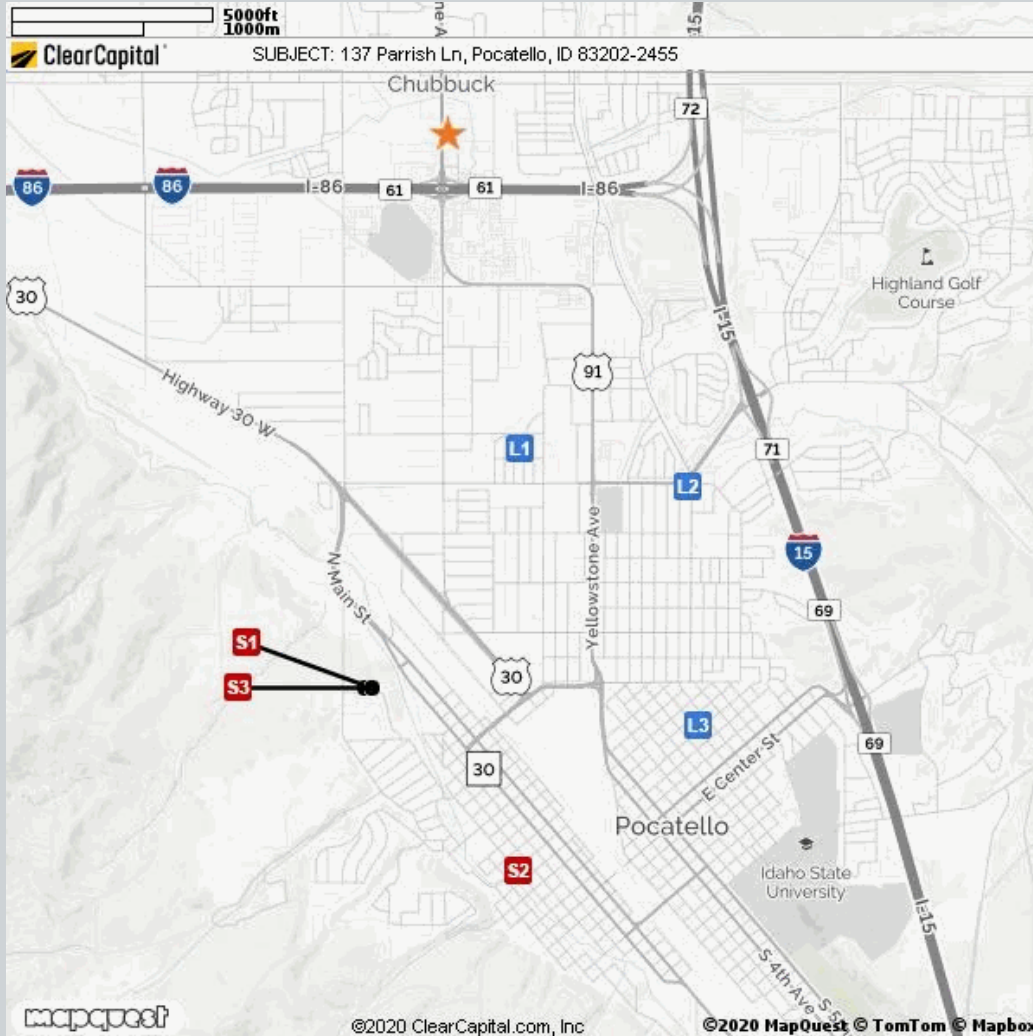 5000ft
1000m
15
ClearCapital
SUBJECT: 137 Parrish Ln, Pocatello, ID 83202-2455
Chubbuck
72
86
86
I-86
61
61
I-86
30
Highland Golf
Course
I-15
91
Highway 30 W
L1
71
L2
Yellowstone Ave
15
N Main St
69
S1
30
S3
L3
69
30
E Center St
Pocatello
S2
Idaho State
University
I-15
S 4th Ave
mapquest
©2020 ClearCapital.com, Inc
©2020 MapQuest © TomTom © Mapbo